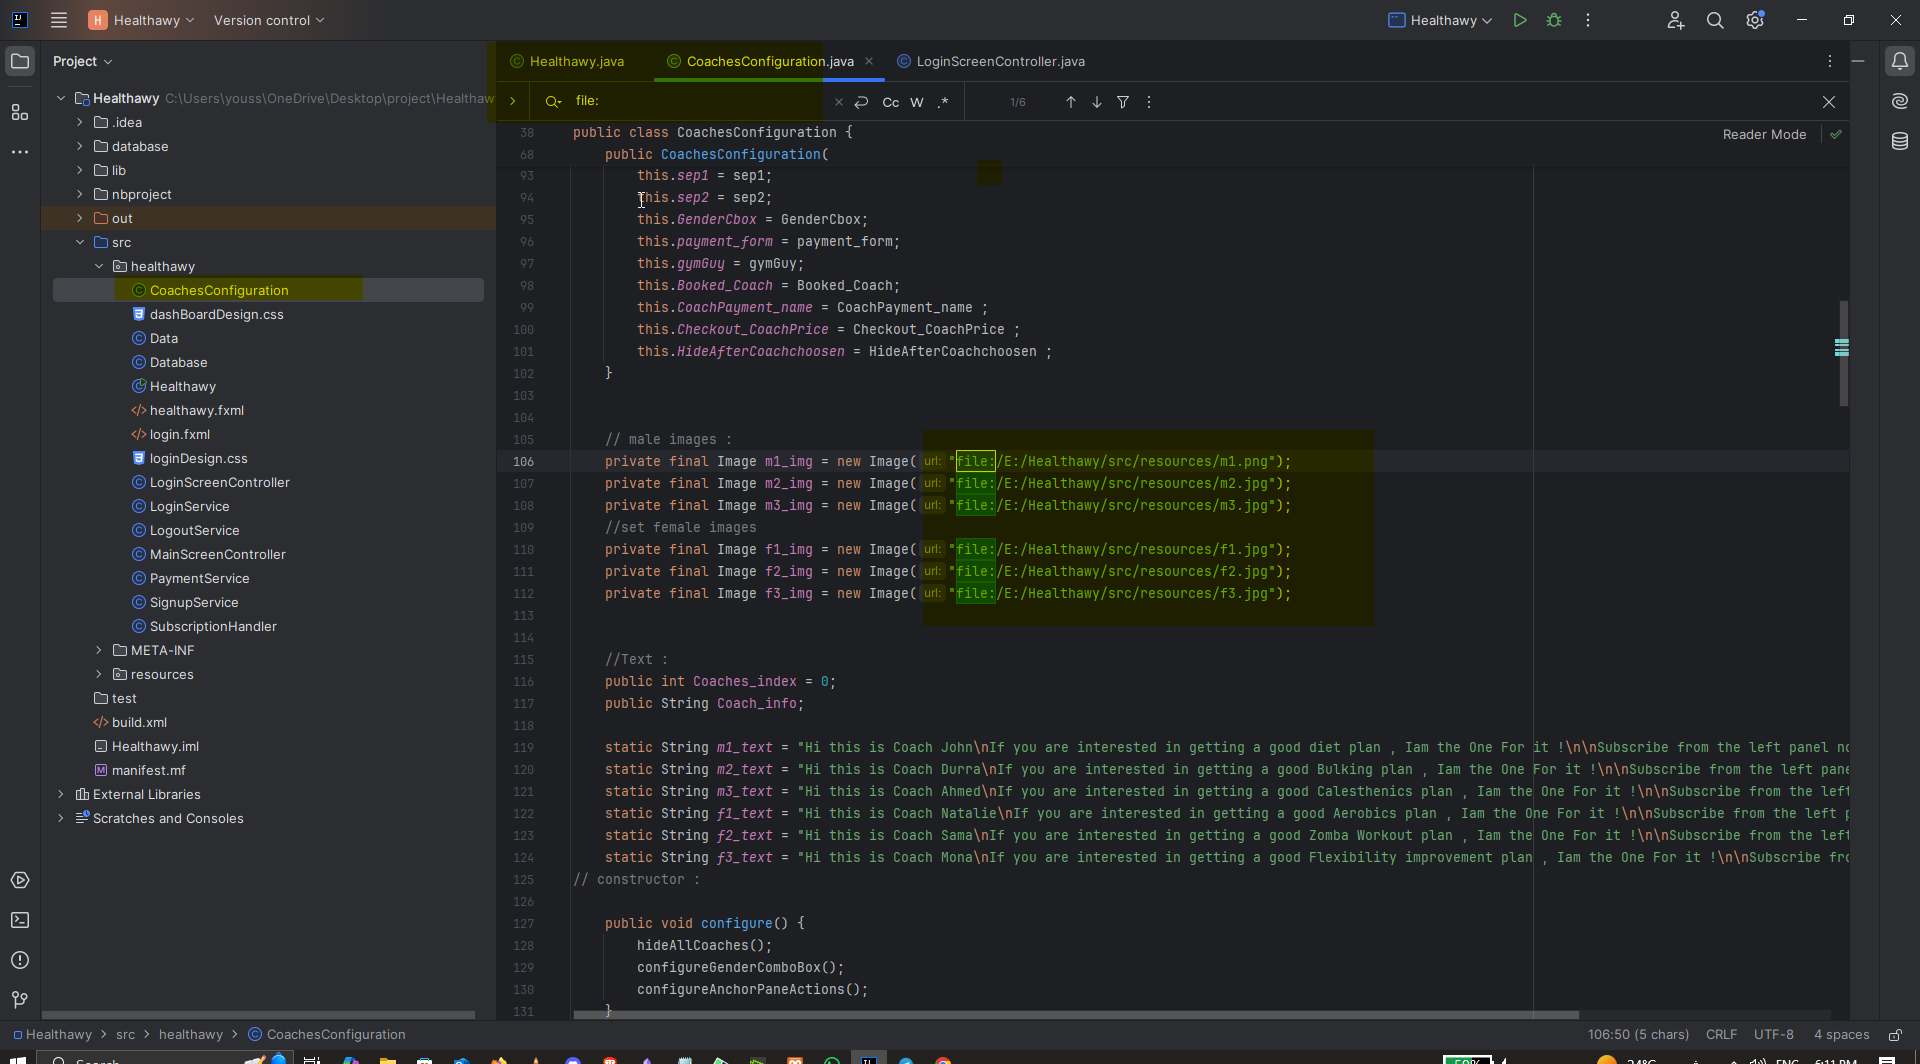 H Healthawy Version control Healthawy
Project
Healthawy C:\Users\youss\OneDrive\Desktop\project\Healthaw
.idea
database
lib
nbproject
out
src
healthawy
CoachesConfiguration
dashBoardDesign.css
Data
Database
Healthawy
healthawy.fxml
login.fxml
loginDesign.css
LoginScreenController
LoginService
LogoutService
MainScreenController
PaymentService
SignupService
SubscriptionHandler
META-INF
resources
test
build.xml
Healthawy.iml
manifest.mf
External Libraries
Scratches and Consoles
Healthawy.java CoachesConfiguration.java LoginScreenController.java
file: Cc W .* 1/6
Reader Mode
38 public class CoachesConfiguration {
68 public CoachesConfiguration(
93 this.sep1 = sep1;
94 this.sep2 = sep2;
95 this.GenderCbox = GenderCbox;
96 this.payment_form = payment_form;
97 this.gymGuy = gymGuy;
98 this.Booked_Coach = Booked_Coach;
99 this.CoachPayment_name = CoachPayment_name ;
100 this.Checkout_CoachPrice = Checkout_CoachPrice ;
101 this.HideAfterCoachchoosen = HideAfterCoachchoosen ;
102 }
103
104
105 // male images :
106 private final Image m1_img = new Image( url: "file:/E:/Healthawy/src/resources/m1.png");
107 private final Image m2_img = new Image( url: "file:/E:/Healthawy/src/resources/m2.jpg");
108 private final Image m3_img = new Image( url: "file:/E:/Healthawy/src/resources/m3.jpg");
109 //set female images
110 private final Image f1_img = new Image( url: "file:/E:/Healthawy/src/resources/f1.jpg");
111 private final Image f2_img = new Image( url: "file:/E:/Healthawy/src/resources/f2.jpg");
112 private final Image f3_img = new Image( url: "file:/E:/Healthawy/src/resources/f3.jpg");
113
114
115 //Text :
116 public int Coaches_index = 0;
117 public String Coach_info;
118
119 static String m1_text = "Hi this is Coach John\nIf you are interested in getting a good diet plan , Iam the One For it !\n\nSubscribe from the left panel no
120 static String m2_text = "Hi this is Coach Durra\nIf you are interested in getting a good Bulking plan , Iam the One For it !\n\nSubscribe from the left pane
121 static String m3_text = "Hi this is Coach Ahmed\nIf you are interested in getting a good Calesthenics plan , Iam the One For it !\n\nSubscribe from the left
122 static String f1_text = "Hi this is Coach Natalie\nIf you are interested in getting a good Aerobics plan , Iam the One For it !\n\nSubscribe from the left p
123 static String f2_text = "Hi this is Coach Sama\nIf you are interested in getting a good Zomba Workout plan , Iam the One For it !\n\nSubscribe from the left
124 static String f3_text = "Hi this is Coach Mona\nIf you are interested in getting a good Flexibility improvement plan , Iam the One For it !\n\nSubscribe fro
125 // constructor :
126
127 public void configure() {
128 hideAllCoaches();
129 configureGenderComboBox();
130 configureAnchorPaneActions();
131 }
Healthawy > src > healthawy > CoachesConfiguration 106:50 (5 chars) CRLF UTF-8 4 spaces
Search 50% 24°C ENG 6:11 PM